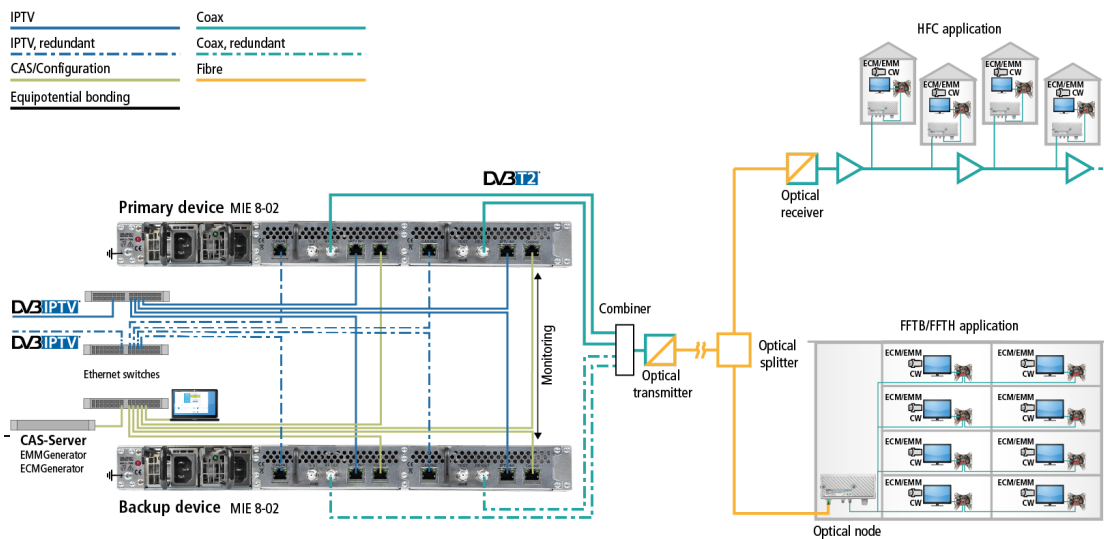 IPTV
Coax
IPTV, redundant
Coax, redundant
CAS/Configuration
Fibre
Equipotential bonding
HFC application
ECM/EMM
CW
ECM/EMM
CW
ECM/EMM
CW
ECM/EMM
CW
DVB T2
Optical
receiver
Primary device MIE 8-02
DVB IPTV
DVB IPTV
Ethernet switches
Monitoring
Combiner
Optical
transmitter
Optical
splitter
FFTB/FFTH application
ECM/EMM
CW
ECM/EMM
CW
ECM/EMM
CW
ECM/EMM
CW
ECM/EMM
CW
ECM/EMM
CW
ECM/EMM
CW
ECM/EMM
CW
CAS-Server
EMMGenerator
ECMGenerator
Backup device MIE 8-02
Optical node